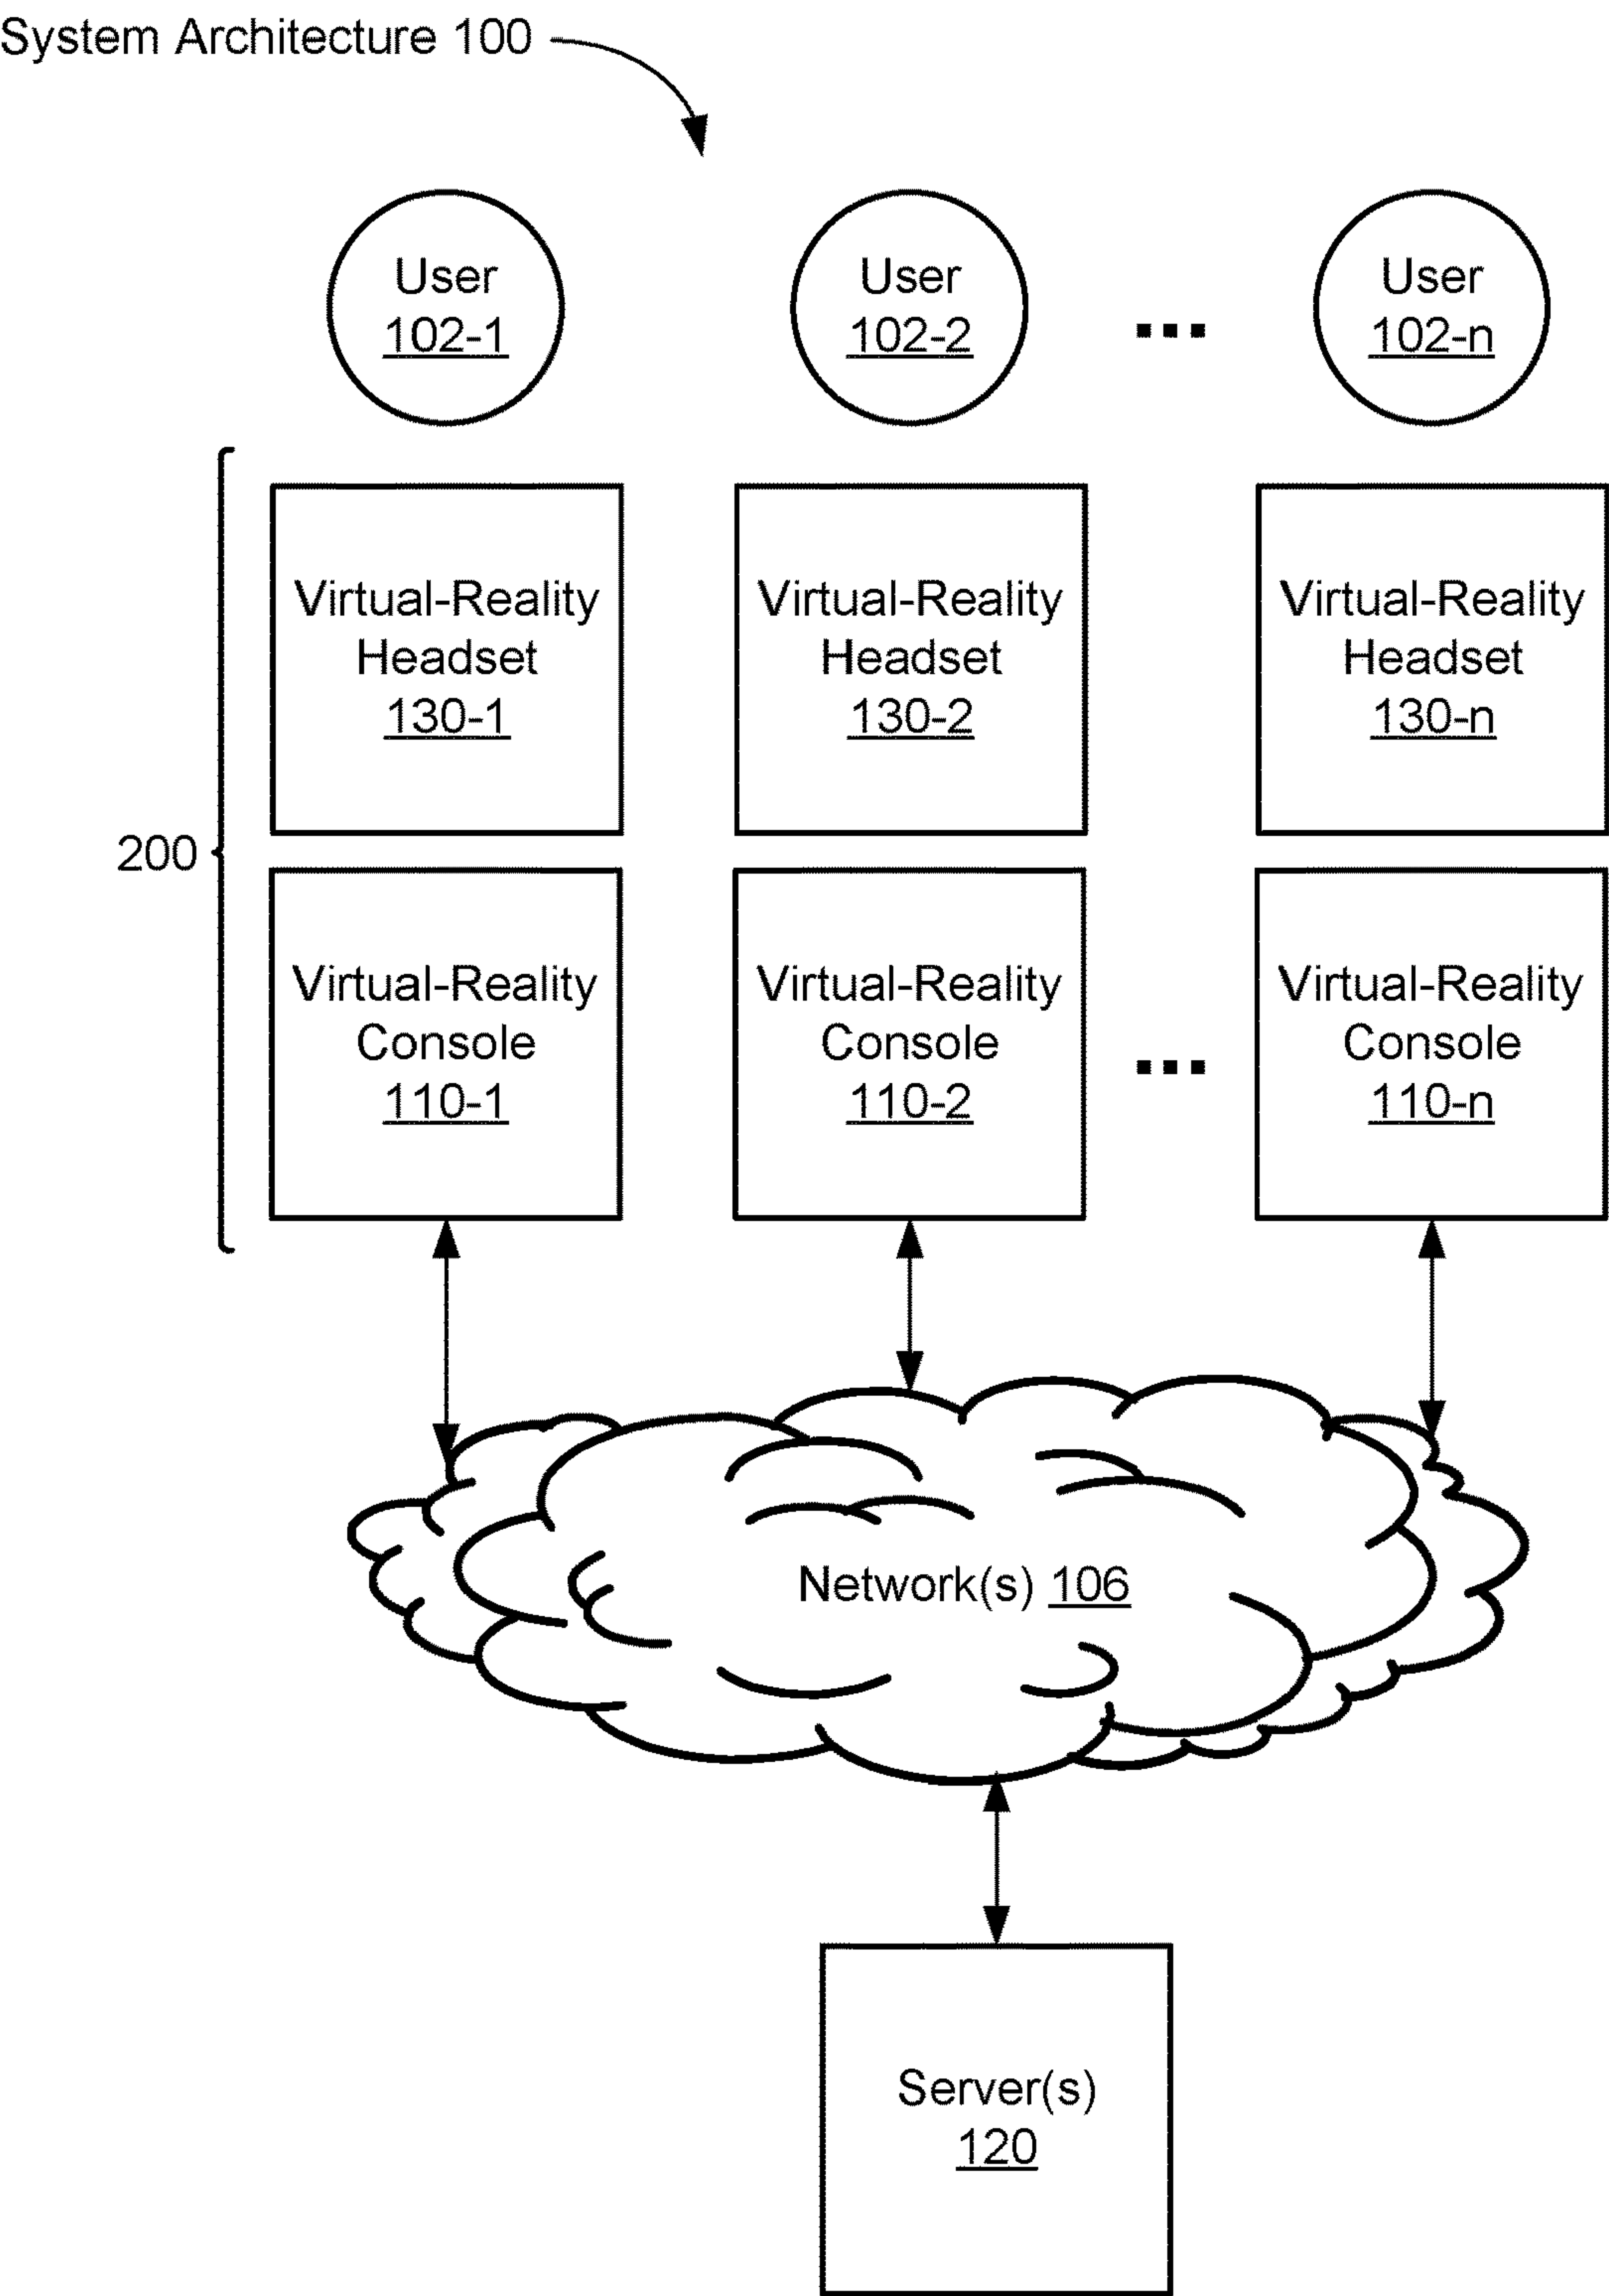 System Architecture 100
User
102-1
User
102-2
...
User
102-n
Virtual-Reality
Headset
130-1
Virtual-Reality
Headset
130-2
Virtual-Reality
Headset
130-n
200
Virtual-Reality
Console
110-1
Virtual-Reality
Console
110-2
...
Virtual-Reality
Console
110-n
Network(s) 106
Server(s)
120